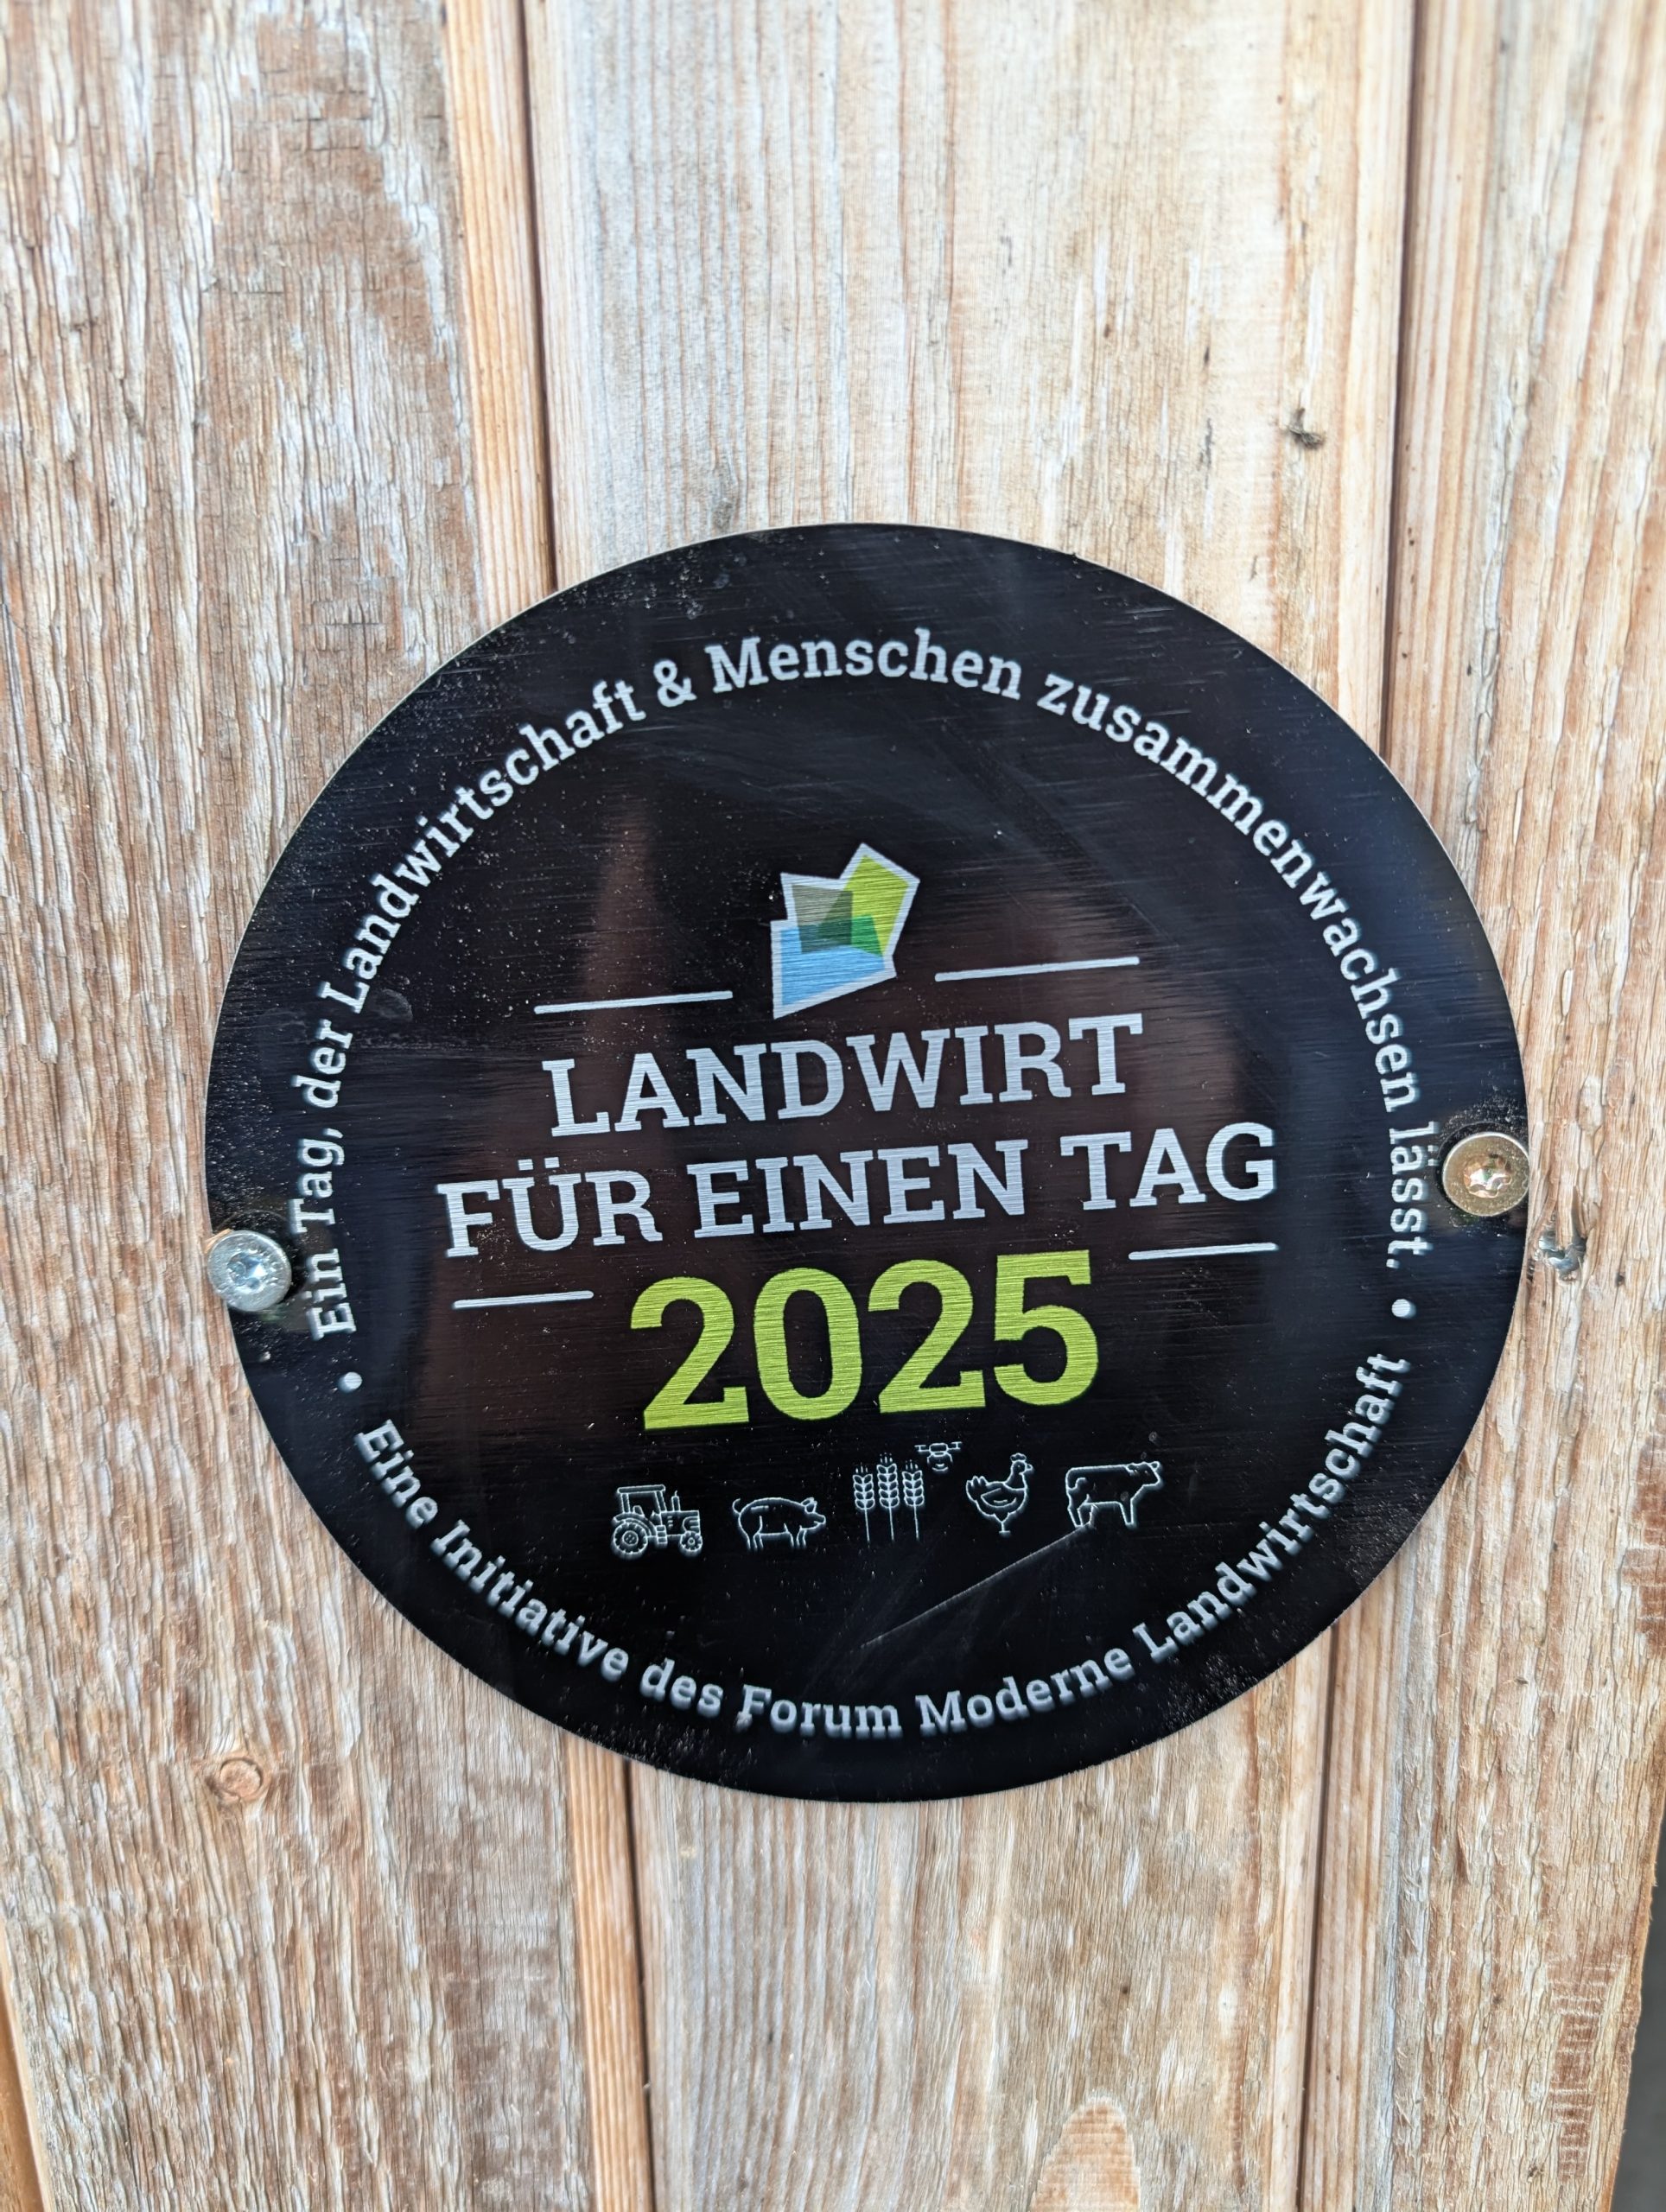 Ein Tag, der Landwirtschaft & Menschen zusammenwachsen lässt.
LANDWIRT
FÜR EINEN TAG
2025
Eine Initiative des Forum Moderne Landwirtschaft